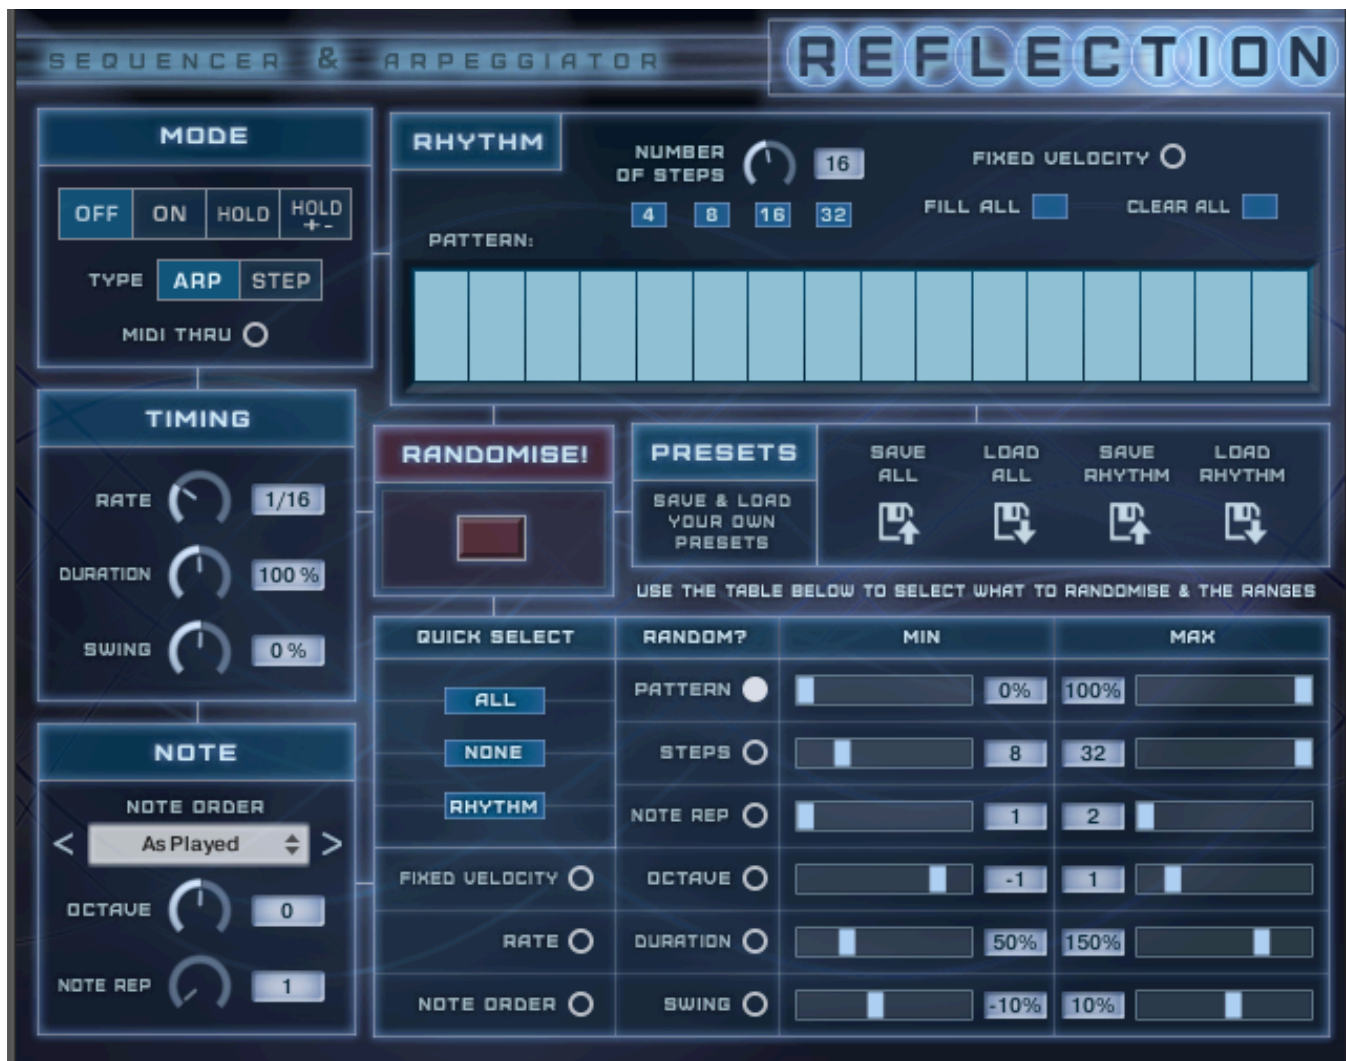 SEQUENCER & ARPEGGIATOR
REFLECTION
MODE
OFF ON HOLD HOLD +-
TYPE ARP STEP
MIDI THRU
RHYTHM
NUMBER
OF STEPS
16
FIXED VELOCITY
4 8 16 32
FILL ALL
CLEAR ALL
PATTERN:
TIMING
RATE 1/16
DURATION 100 %
SWING 0 %
RANDOMISE!
PRESETS
SAVE & LOAD
YOUR OWN
PRESETS
SAVE
ALL
LOAD
ALL
SAVE
RHYTHM
LOAD
RHYTHM
USE THE TABLE BELOW TO SELECT WHAT TO RANDOMISE & THE RANGES
NOTE
NOTE ORDER
< As Played >
OCTAVE 0
NOTE REP 1
QUICK SELECT
ALL
NONE
RHYTHM
FIXED VELOCITY
RATE
NOTE ORDER
RANDOM? MIN MAX
PATTERN 0% 100%
STEPS 8 32
NOTE REP 1 2
OCTAVE -1 1
DURATION 50% 150%
SWING -10% 10%